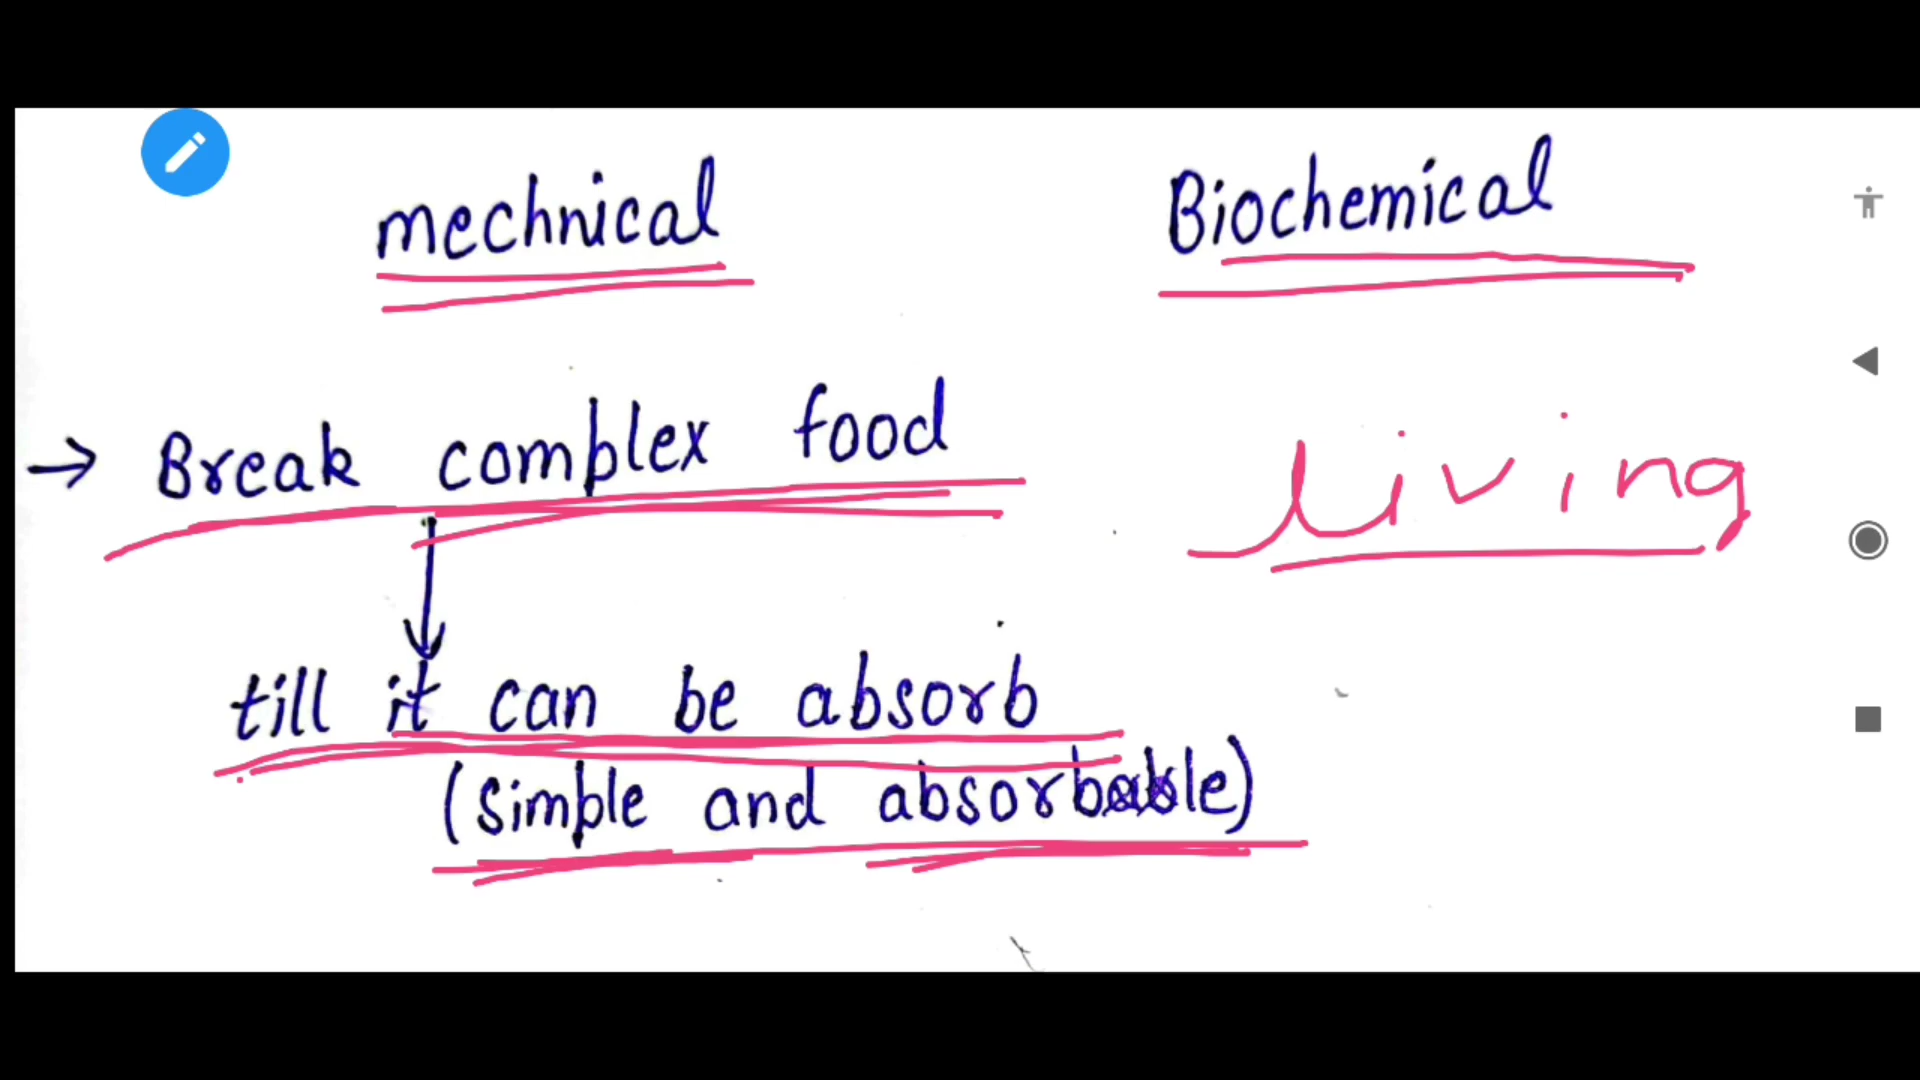 mechnical Biochemical
→ Break complex food living
till it can be absorb
(simple and absorbable)